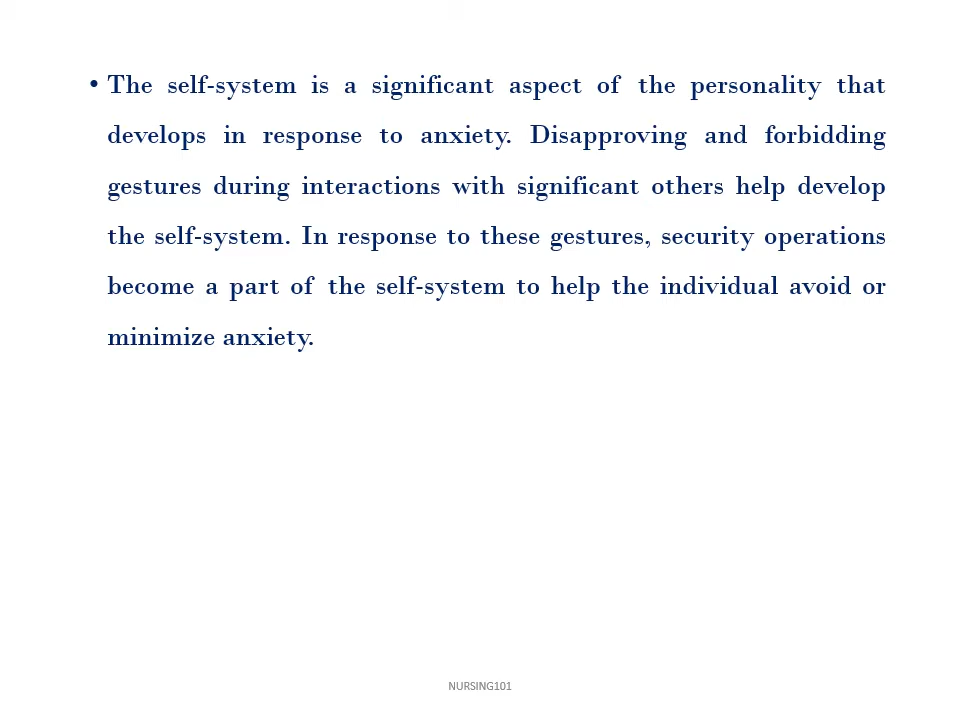 • The self-system is a significant aspect of the personality that
develops in response to anxiety. Disapproving and forbidding
gestures during interactions with significant others help develop
the self-system. In response to these gestures, security operations
become a part of the self-system to help the individual avoid or
minimize anxiety.
NURSING101